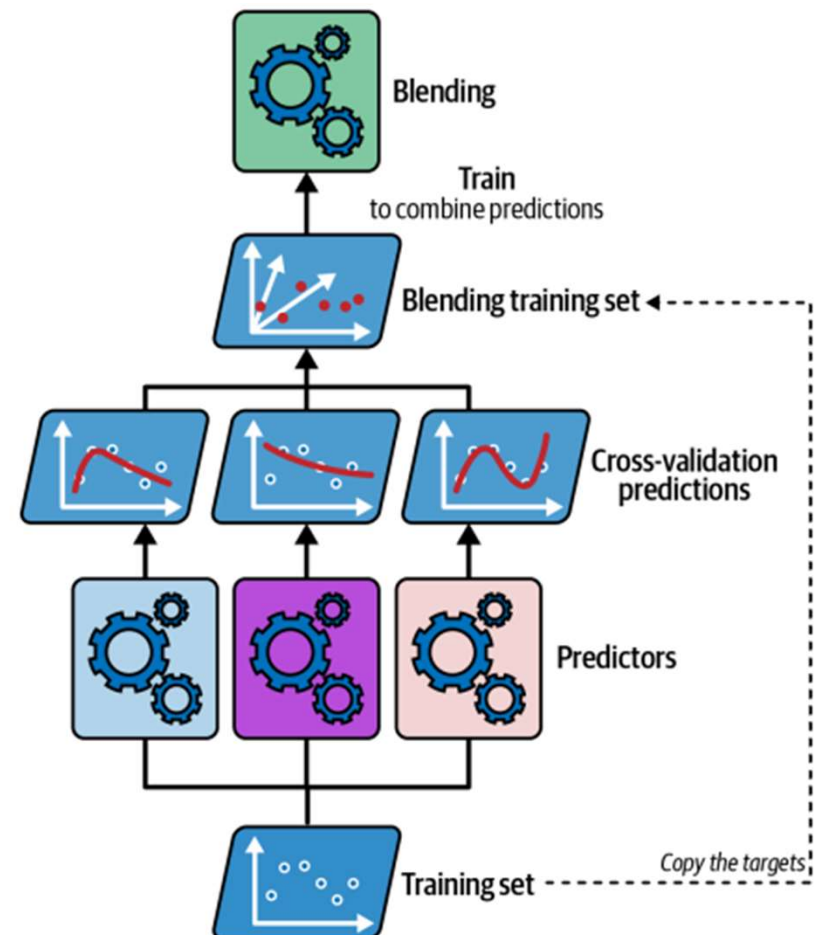 Blending
Train
to combine predictions
Blending training set
Cross-validation
predictions
Predictors
Copy the targets
Training set